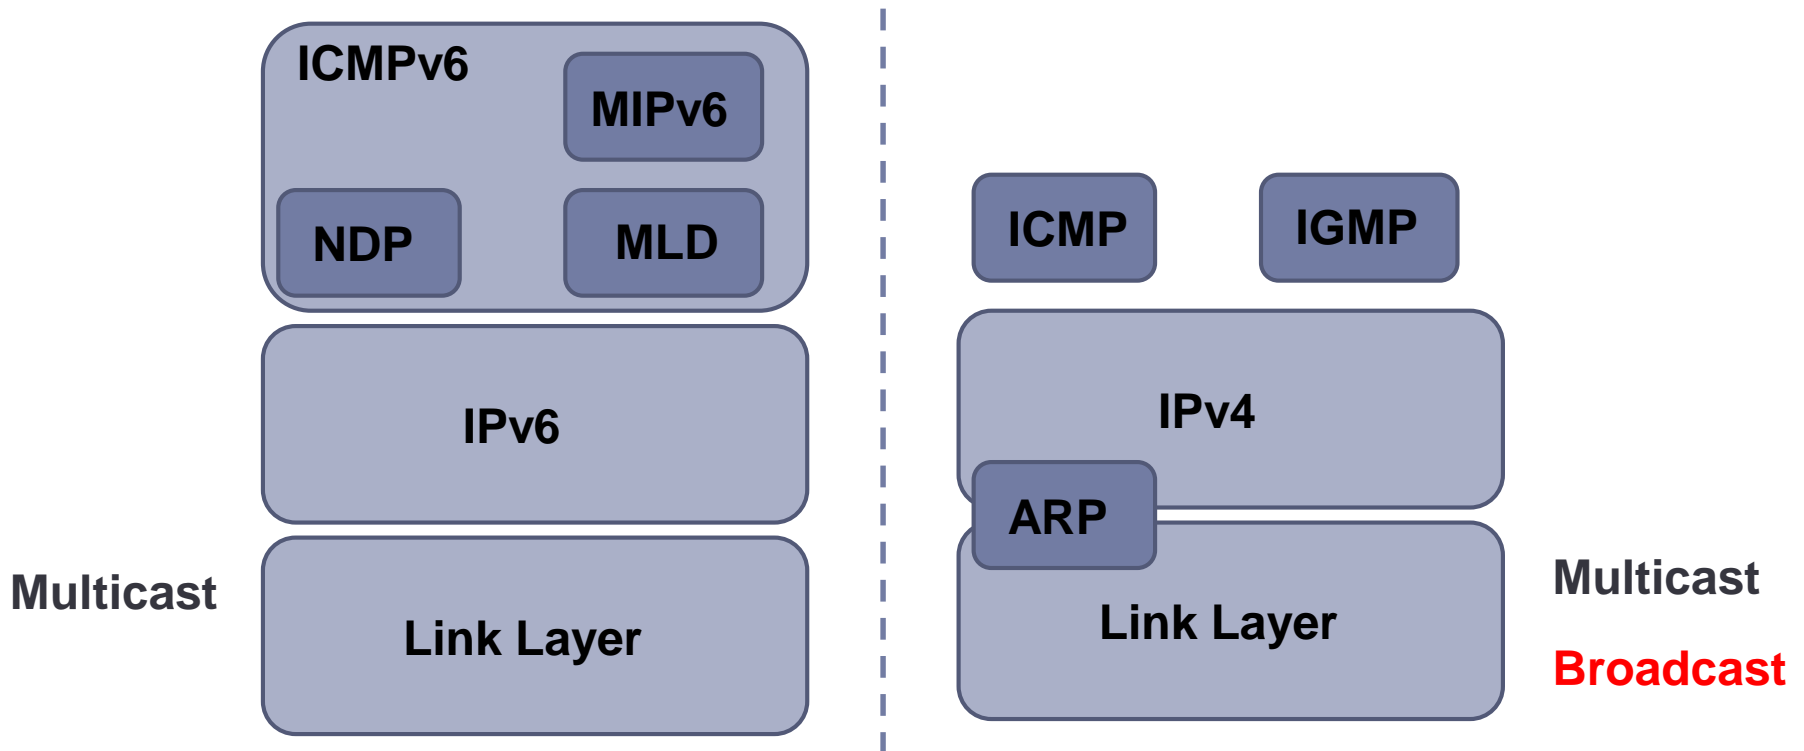 ICMPv6
MIPv6
NDP
MLD
IPv6
Multicast
Link Layer
ICMP
IGMP
IPv4
ARP
Link Layer
Multicast
Broadcast